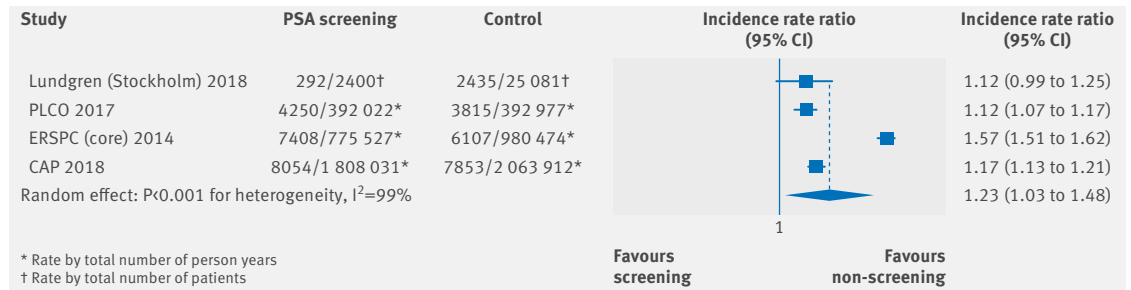 Study PSA screening Control Incidence rate ratio (95% CI) Incidence rate ratio (95% CI)
Lundgren (Stockholm) 2018 292/2400† 2435/25 081† 1.12 (0.99 to 1.25)
PLCO 2017 4250/392 022* 3815/392 977* 1.12 (1.07 to 1.17)
ERSPC (core) 2014 7408/775 527* 6107/980 474* 1.57 (1.51 to 1.62)
CAP 2018 8054/1 808 031* 7853/2 063 912* 1.17 (1.13 to 1.21)
Random effect: P<0.001 for heterogeneity, I²=99% 1.23 (1.03 to 1.48)
1
Favours screening Favours non-screening
* Rate by total number of person years
† Rate by total number of patients